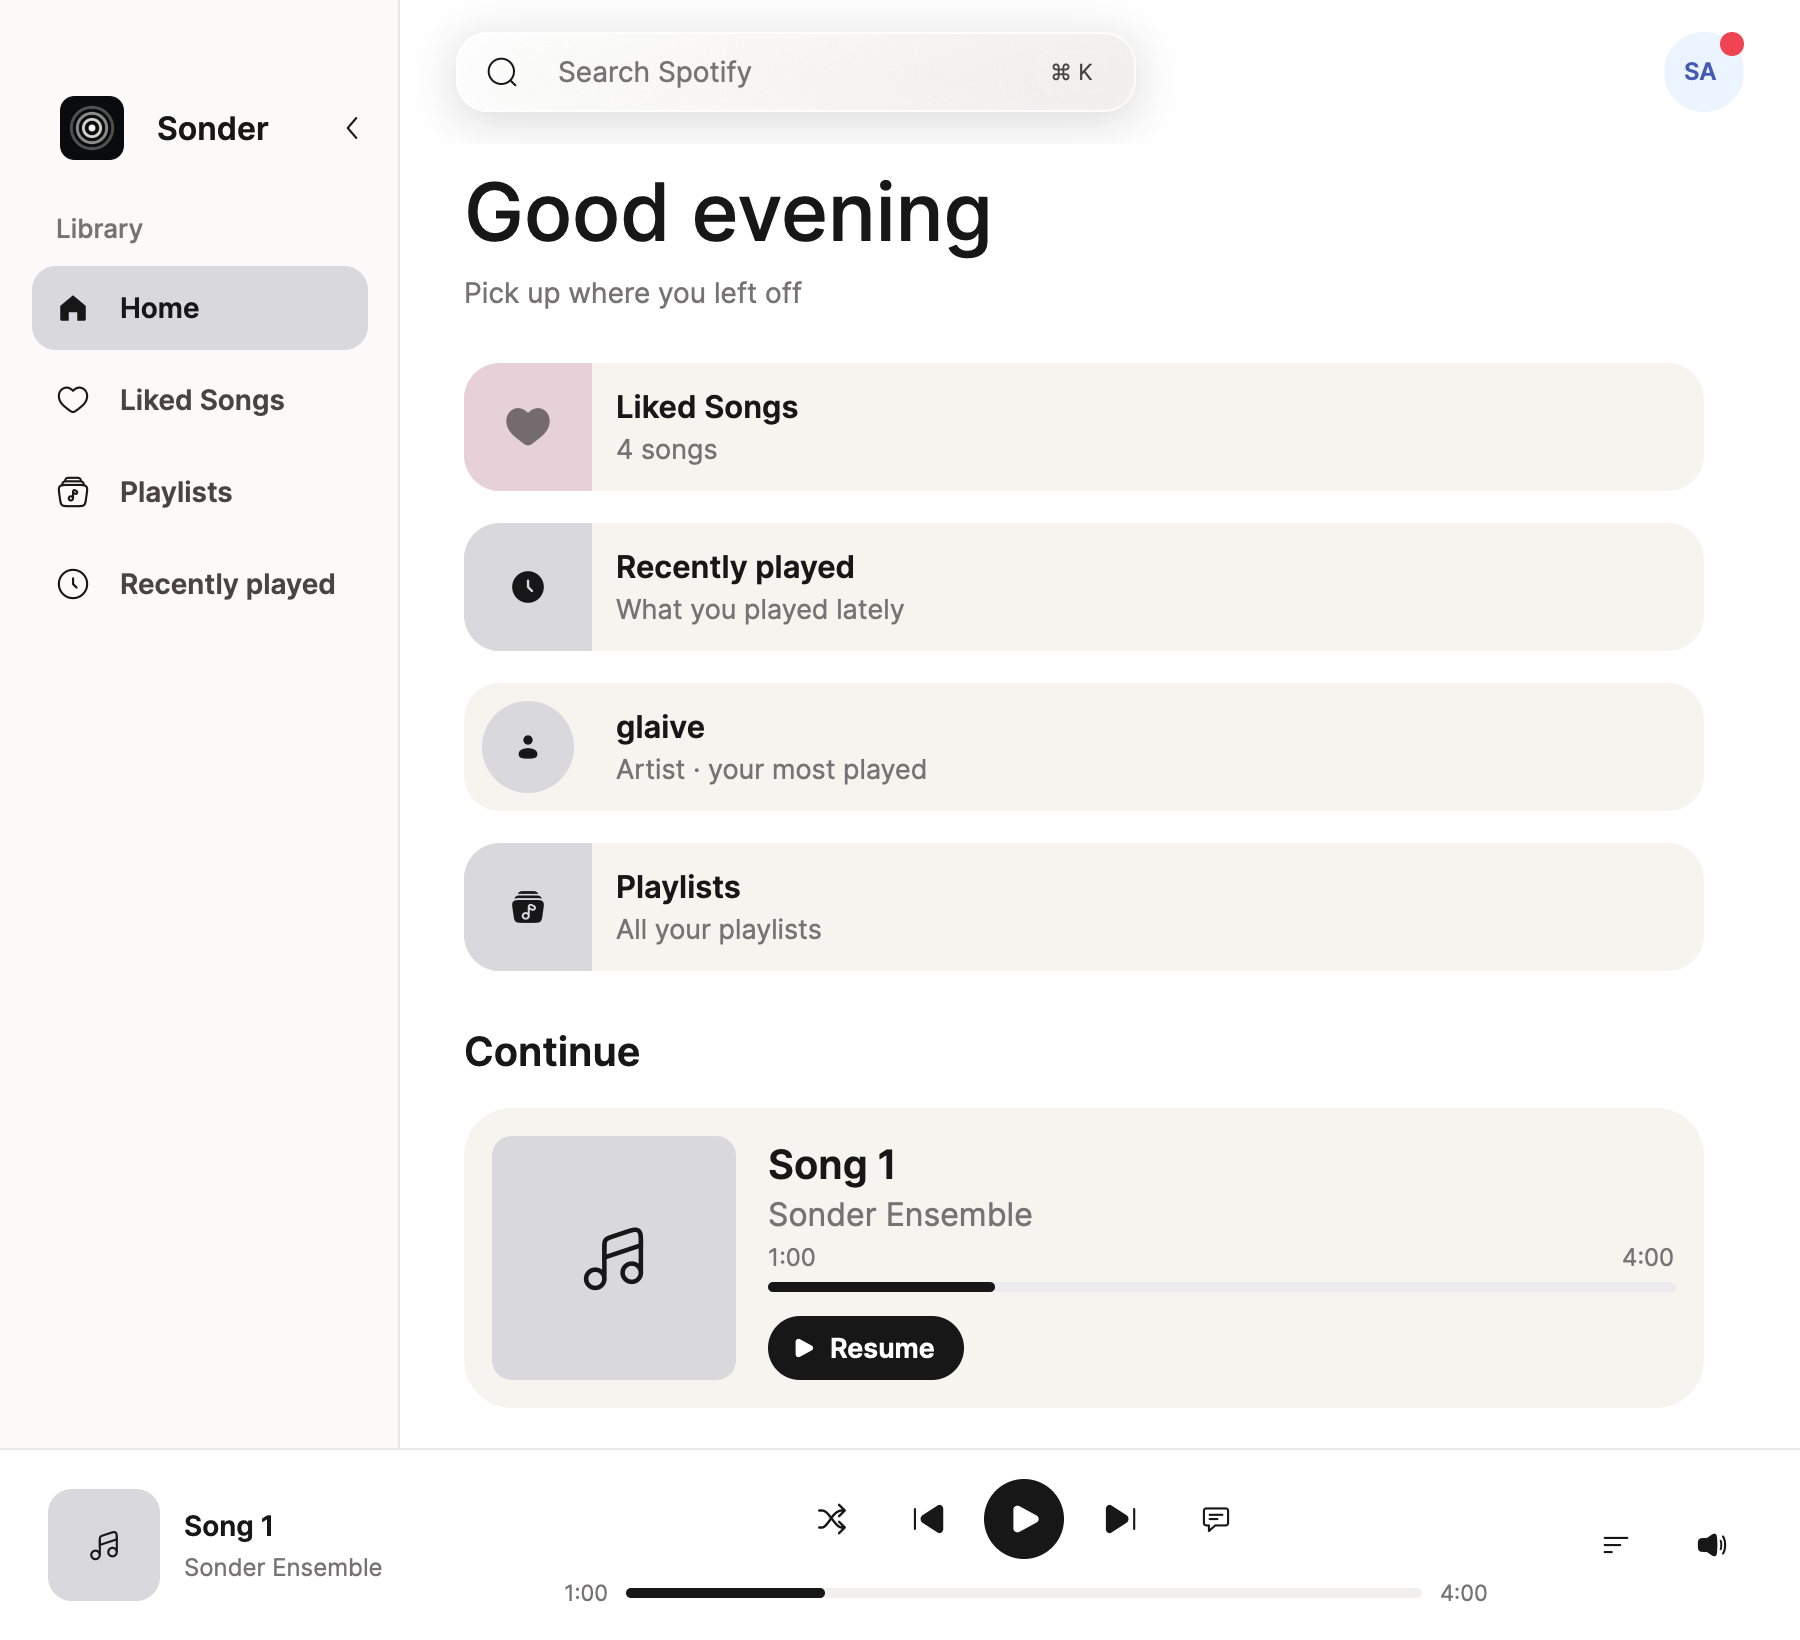 Search Spotify
⌘ K
SA
Sonder
Library
Home
Liked Songs
Playlists
Recently played
Good evening
Pick up where you left off
Liked Songs
4 songs
Recently played
What you played lately
glaive
Artist · your most played
Playlists
All your playlists
Continue
Song 1
Sonder Ensemble
1:00
4:00
Resume
Song 1
Sonder Ensemble
1:00
4:00